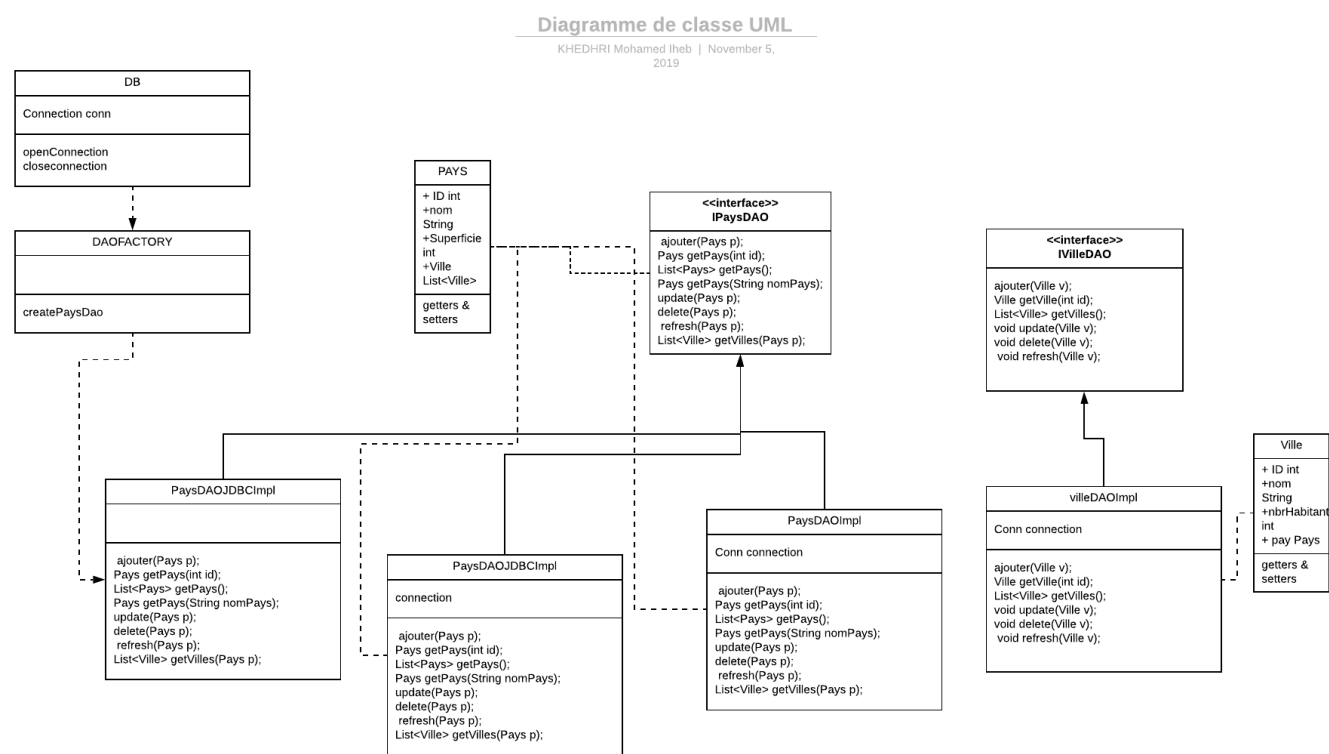 Diagramme de classe UML
KHEDHRI Mohamed Iheb | November 5,
2019
DB
Connection conn
openConnection
closeconnection
DAOFACTORY
createPaysDao
PAYS
+ ID int
+nom
String
+Superficie
int
+Ville
List<Ville>
getters &
setters
<<interface>>
IPaysDAO
ajouter(Pays p);
Pays getPays(int id);
List<Pays> getPays();
Pays getPays(String nomPays);
update(Pays p);
delete(Pays p);
refresh(Pays p);
List<Ville> getVilles(Pays p);
<<interface>>
IVilleDAO
ajouter(Ville v);
Ville getVille(int id);
List<Ville> getVilles();
void update(Ville v);
void delete(Ville v);
void refresh(Ville v);
PaysDAOJDBCImpl
ajouter(Pays p);
Pays getPays(int id);
List<Pays> getPays();
Pays getPays(String nomPays);
update(Pays p);
delete(Pays p);
refresh(Pays p);
List<Ville> getVilles(Pays p);
PaysDAOJDBCImpl
connection
ajouter(Pays p);
Pays getPays(int id);
List<Pays> getPays();
Pays getPays(String nomPays);
update(Pays p);
delete(Pays p);
refresh(Pays p);
List<Ville> getVilles(Pays p);
PaysDAOImpl
Conn connection
ajouter(Pays p);
Pays getPays(int id);
List<Pays> getPays();
Pays getPays(String nomPays);
update(Pays p);
delete(Pays p);
refresh(Pays p);
List<Ville> getVilles(Pays p);
villeDAOImpl
Conn connection
ajouter(Ville v);
Ville getVille(int id);
List<Ville> getVilles();
void update(Ville v);
void delete(Ville v);
void refresh(Ville v);
Ville
+ ID int
+nom
String
+nbrHabitant
int
+ pay Pays
getters &
setters